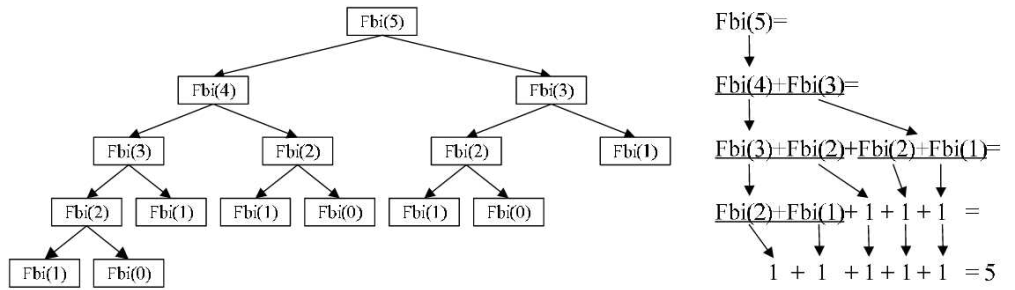 Fbi(5)
Fbi(4) Fbi(3)
Fbi(3) Fbi(2) Fbi(2) Fbi(1)
Fbi(2) Fbi(1) Fbi(1) Fbi(0) Fbi(1) Fbi(0)
Fbi(1) Fbi(0)
Fbi(5)=
Fbi(4)+Fbi(3)=
Fbi(3)+Fbi(2)+Fbi(2)+Fbi(1)=
Fbi(2)+Fbi(1)+1+1+1 =
1 + 1 +1+1+1 =5